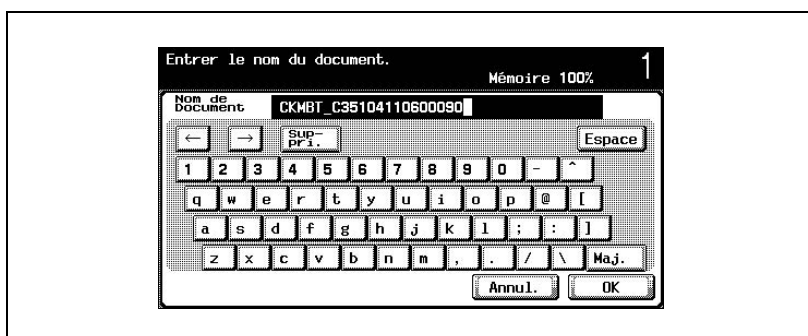 Entrer le nom du document.
Mémoire 100%
1
Nom de
Document
CKMBT_C35104110600090
← → Sup-
pri.
Espace
1 2 3 4 5 6 7 8 9 0 - ^
q w e r t y u i o p @ [
a s d f g h j k l ; : ]
z x c v b n m , . / \ Maj.
Annul. OK